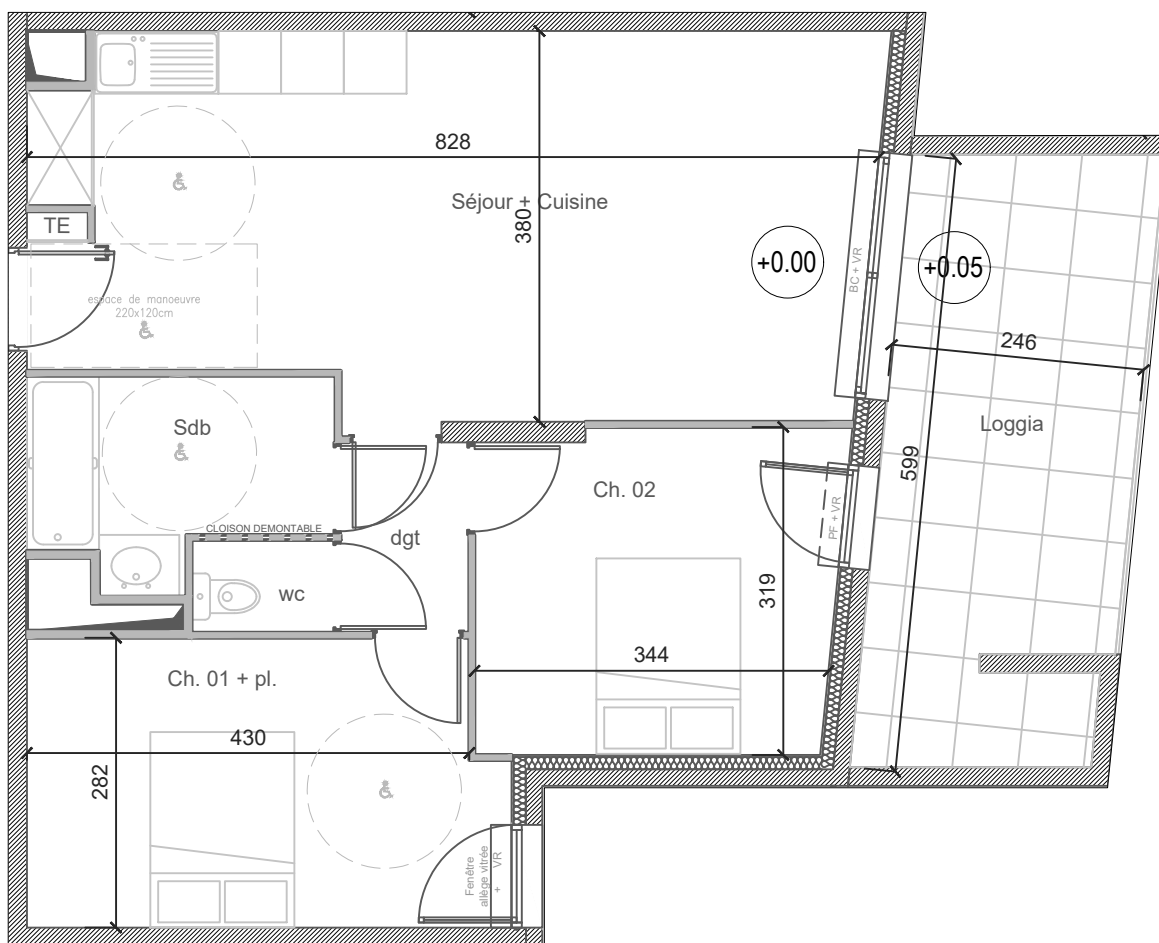 828
Séjour + Cuisine
380
TE
+0.00
BC + VR
+0.05
espace de manoeuvre
220x120cm
246
Sdb
Loggia
599
Ch. 02
CLOISON DEMONTABLE
dgt
PF + VR
wc
319
344
Ch. 01 + pl.
430
282
Fenêtre
allège vitrée
+ VR